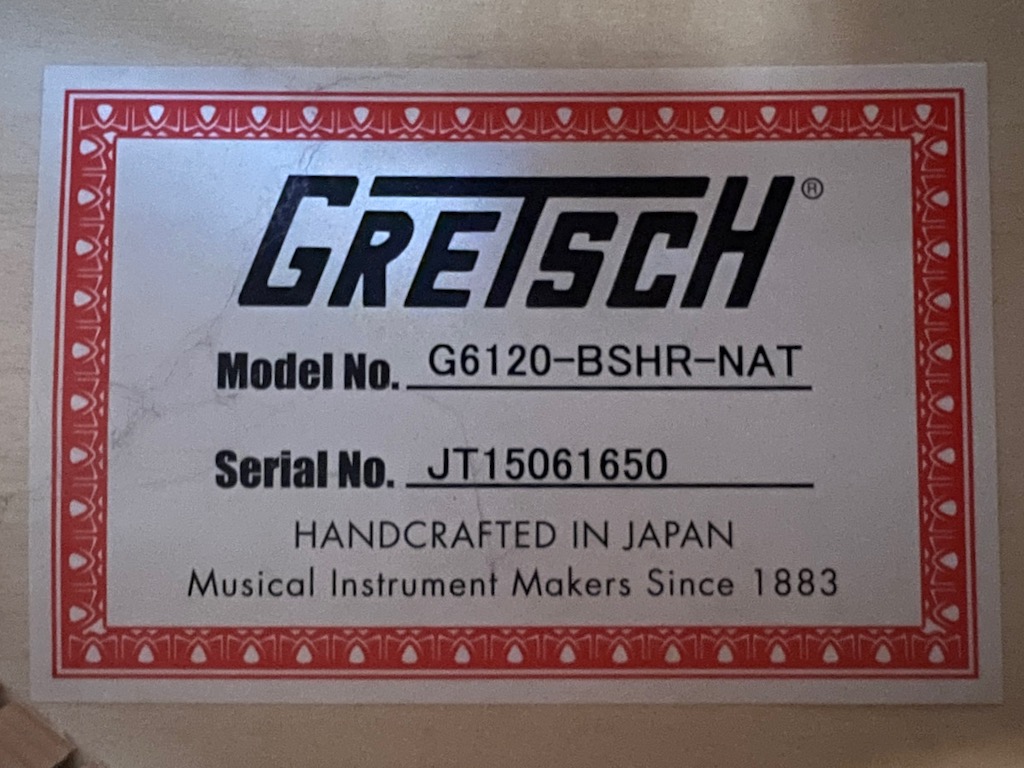 GRETSCH®
Model No. G6120-BSHR-NAT
Serial No. JT15061650
HANDCRAFTED IN JAPAN
Musical Instrument Makers Since 1883